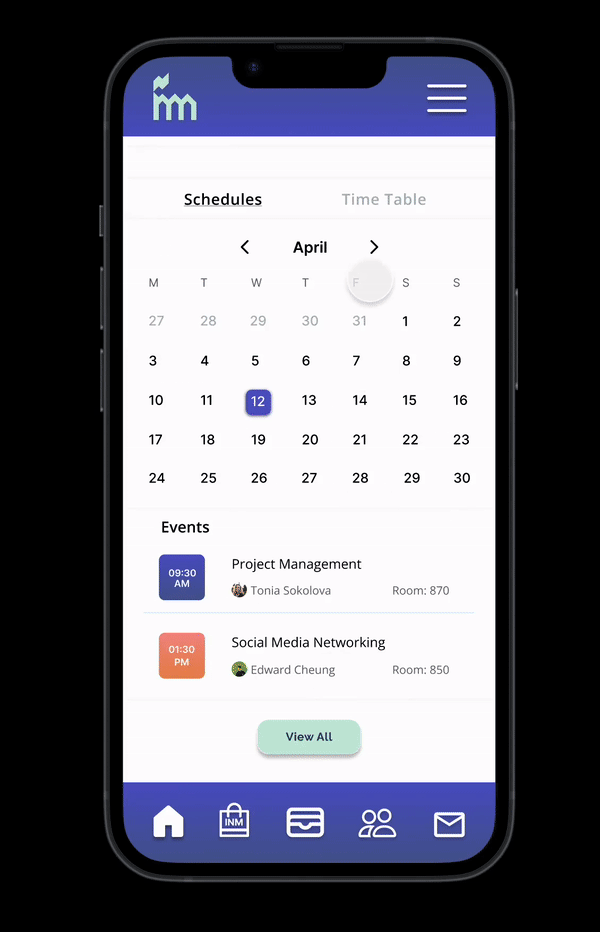 Schedules Time Table
April
M T W T F S S
27 28 29 30 31 1 2
3 4 5 6 7 8 9
10 11 12 13 14 15 16
17 18 19 20 21 22 23
24 25 26 27 28 29 30
Events
09:30
AM
Project Management
Tonia Sokolova Room: 870
01:30
PM
Social Media Networking
Edward Cheung Room: 850
View All
INM